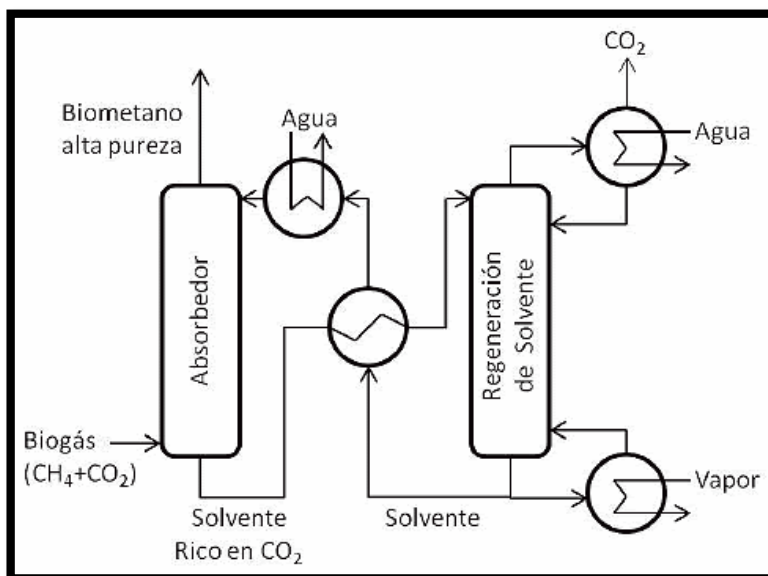 CO₂
Biometano
alta pureza
Agua
Agua
Absorbedor
Regeneración
de Solvente
Biogás
(CH₄+CO₂)
Vapor
Solvente
Rico en CO₂
Solvente